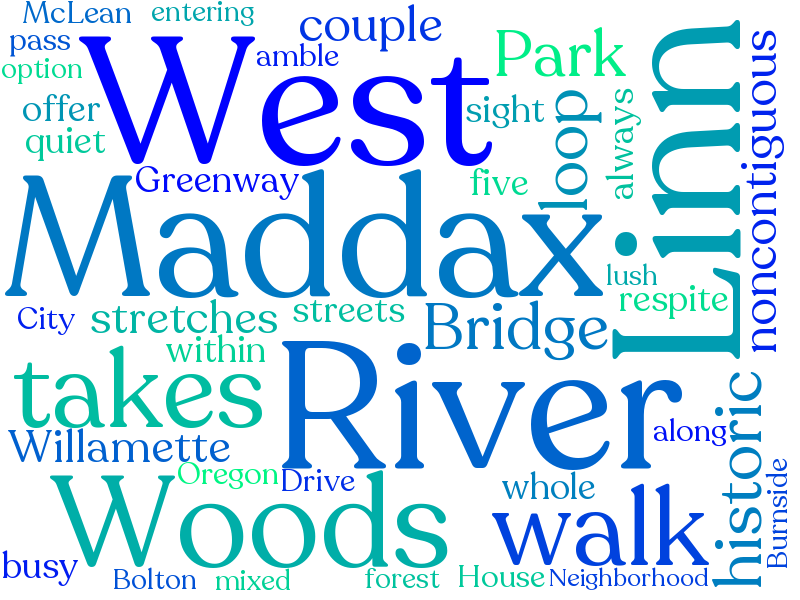 McLean
entering
couple
pass
West
amble
Park
option
offer
sight
quiet
loop
always
Linn
noncontiguous
Greenway
five
Maddax
lush
respite
City
stretches
streets
Bridge
within
takes
River
along
historic
Willamette
Oregon
Drive
whole
Woods
walk
Burnside
busy
Bolton
mixed
forest
House
Neighborhood